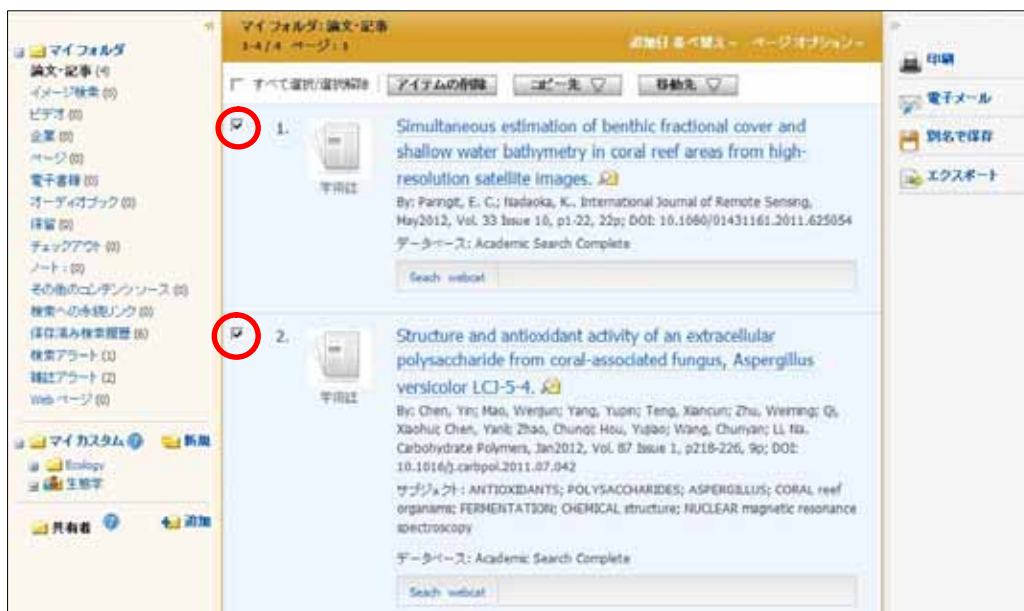 マイ フォルダ
論文・記事 (4)
イメージ検索 (0)
ビデオ (0)
企業 (0)
ページ (0)
電子書籍 (0)
オーディオブック (0)
保留 (0)
チェックアウト (0)
ノート : (0)
その他のコンテンツ ソース (0)
検索への永続リンク (0)
保存済み検索履歴 (6)
検索アラート (1)
雑誌アラート (2)
Web ページ (0)
マイ カスタム 新規
Ecology
生態学
共有者 追加
マイ フォルダ: 論文・記事
1-4 / 4 ページ: 1
追加日 並べ替え ページ オプション
すべて選択/選択解除 アイテムの削除 コピー先 移動先
1.
学術誌
Simultaneous estimation of benthic fractional cover and
shallow water bathymetry in coral reef areas from high-
resolution satellite images.
By: Paringit, E. C.; Nadaoka, K.. International Journal of Remote Sensing,
May2012, Vol. 33 Issue 10, p1-22, 22p; DOI: 10.1080/01431161.2011.625054
データベース: Academic Search Complete
Seach webcat
2.
学術誌
Structure and antioxidant activity of an extracellular
polysaccharide from coral-associated fungus, Aspergillus
versicolor LCJ-5-4.
By: Chen, Yin; Mao, Wenjun; Yang, Yupin; Teng, Xiancun; Zhu, Weiming; Qi,
Xiaohui; Chen, Yanli; Zhao, Chunqi; Hou, Yujiao; Wang, Chunyan; Li, Na.
Carbohydrate Polymers, Jan2012, Vol. 87 Issue 1, p218-226, 9p; DOI:
10.1016/j.carbpol.2011.07.042
サブジェクト: ANTIOXIDANTS; POLYSACCHARIDES; ASPERGILLUS; CORAL reef
organisms; FERMENTATION; CHEMICAL structure; NUCLEAR magnetic resonance
spectroscopy
データベース: Academic Search Complete
Seach webcat
印刷
電子メール
別名で保存
エクスポート